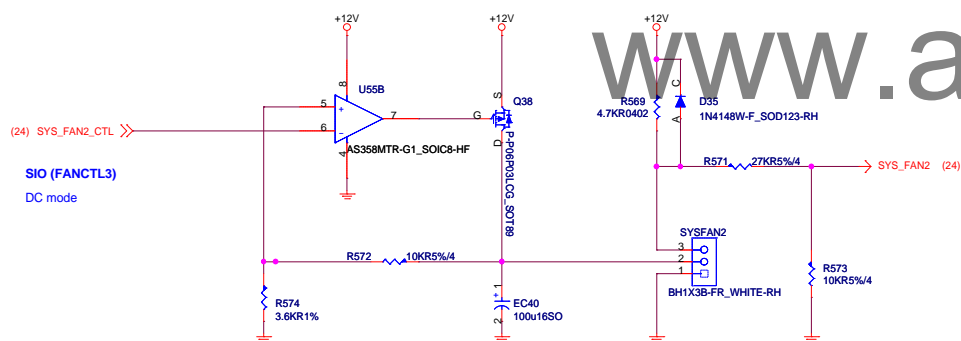 www.a
+12V
+12V
+12V
U55B
8
5
+
7
6
−
4
AS358MTR-G1_SOIC8-HF
(24) SYS_FAN2_CTL
SIO (FANCTL3)
DC mode
S
G
D
Q38
P-P06P03LCG_SOT89
R569
4.7KR0402
C
A
D35
1N4148W-F_SOD123-RH
R571
27KR5%/4
SYS_FAN2 (24)
SYSFAN2
3
2
1
BH1X3B-FR_WHITE-RH
R572
10KR5%/4
R574
3.6KR1%
+
1
2
EC40
100u16SO
R573
10KR5%/4